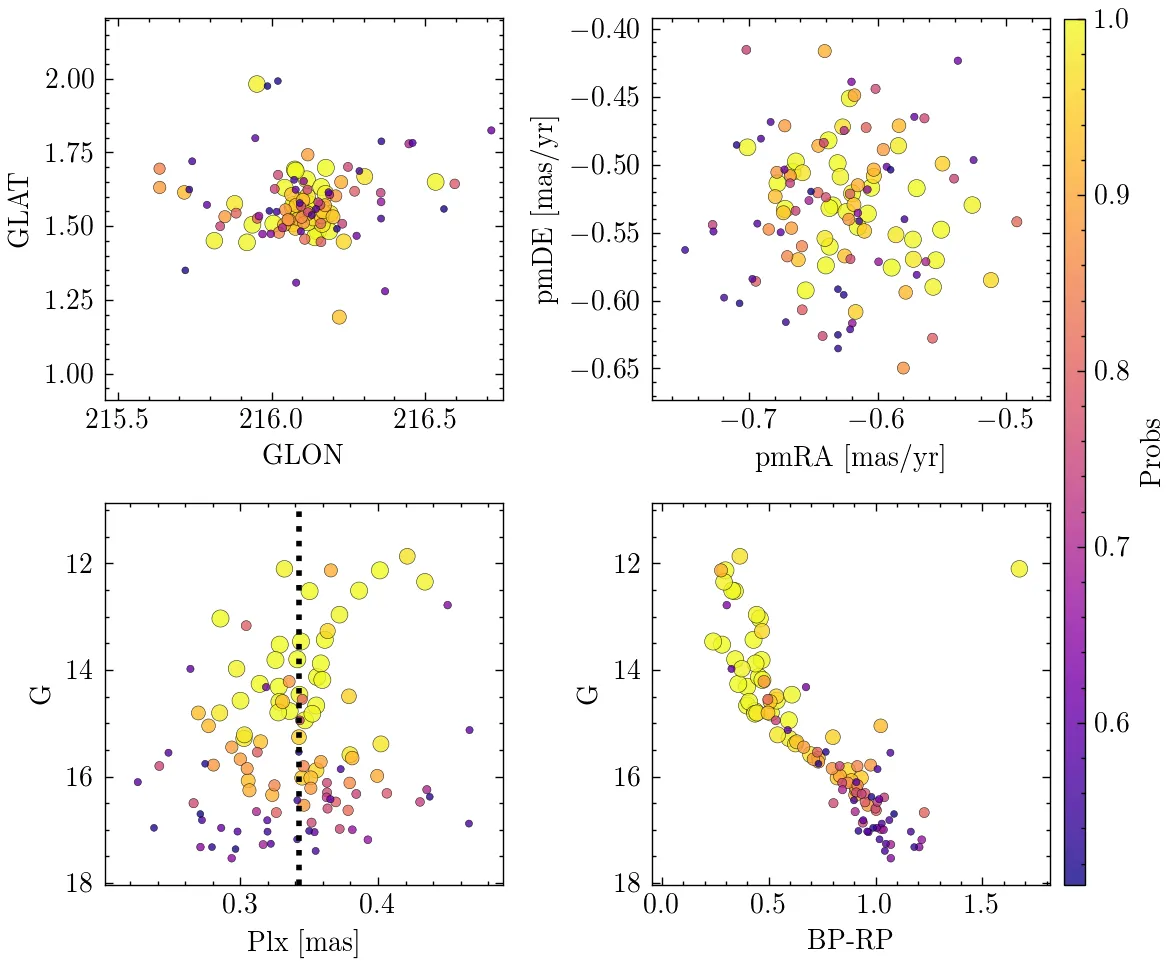 2.00
1.75
1.50
1.25
1.00
GLAT
215.5 216.0 216.5
GLON
−0.40
−0.45
−0.50
−0.55
−0.60
−0.65
pmDE [mas/yr]
−0.7 −0.6 −0.5
pmRA [mas/yr]
12
14
16
18
G
0.3 0.4
Plx [mas]
12
14
16
18
G
0.0 0.5 1.0 1.5
BP-RP
1.0
0.9
0.8
0.7
0.6
Probs